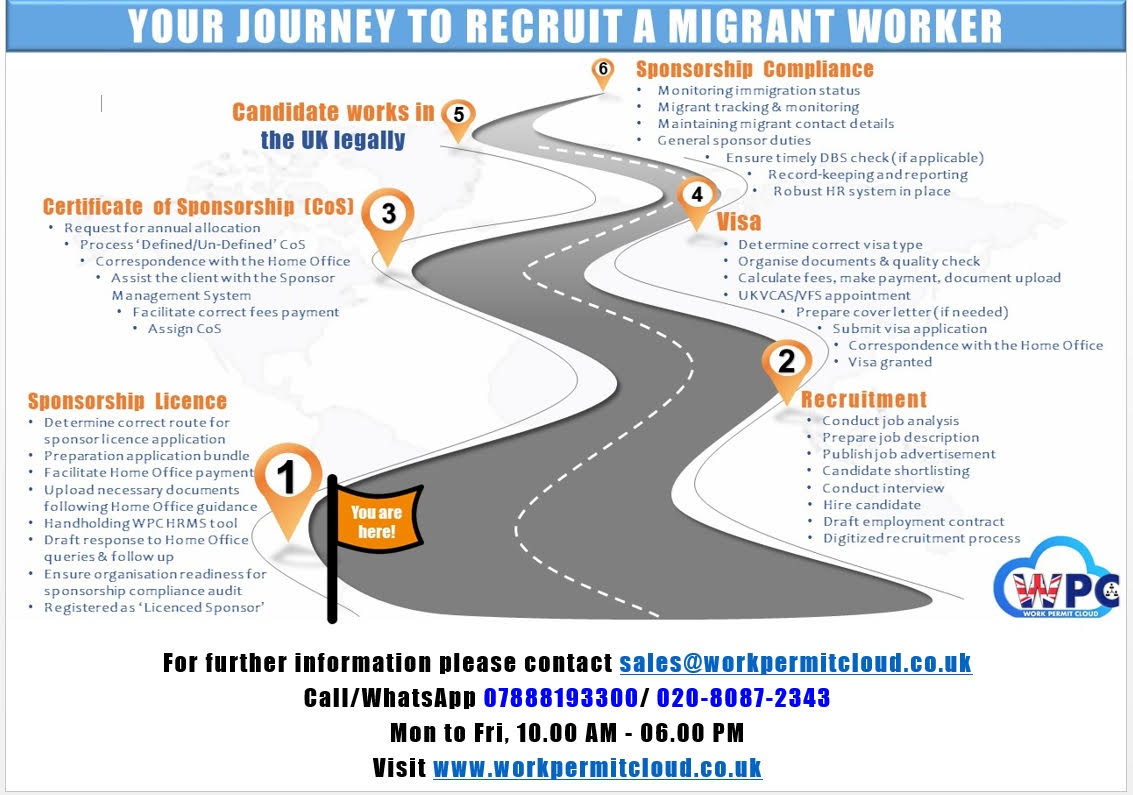 YOUR JOURNEY TO RECRUIT A MIGRANT WORKER
6
Sponsorship Compliance
• Monitoring immigration status
• Migrant tracking & monitoring
• Maintaining migrant contact details
• General sponsor duties
• Ensure timely DBS check (if applicable)
• Record-keeping and reporting
• Robust HR system in place
5
Candidate works in
the UK legally
4
Visa
• Determine correct visa type
• Organise documents & quality check
• Calculate fees, make payment, document upload
• UKVCAS/VFS appointment
• Prepare cover letter (if needed)
• Submit visa application
• Correspondence with the Home Office
• Visa granted
3
Certificate of Sponsorship (CoS)
• Request for annual allocation
• Process ‘Defined/Un-Defined’ CoS
• Correspondence with the Home Office
• Assist the client with the Sponsor
Management System
• Facilitate correct fees payment
• Assign CoS
2
Recruitment
• Conduct job analysis
• Prepare job description
• Publish job advertisement
• Candidate shortlisting
• Conduct interview
• Hire candidate
• Draft employment contract
• Digitized recruitment process
1
Sponsorship Licence
• Determine correct route for
sponsor licence application
• Preparation application bundle
• Facilitate Home Office payment
• Upload necessary documents
following Home Office guidance
• Handholding WPC HRMS tool
• Draft response to Home Office
queries & follow up
• Ensure organisation readiness for
sponsorship compliance audit
• Registered as ‘Licenced Sponsor’
You are
here!
WPC
WORK PERMIT CLOUD
For further information please contact sales@workpermitcloud.co.uk
Call/WhatsApp 07888193300/ 020-8087-2343
Mon to Fri, 10.00 AM - 06.00 PM
Visit www.workpermitcloud.co.uk